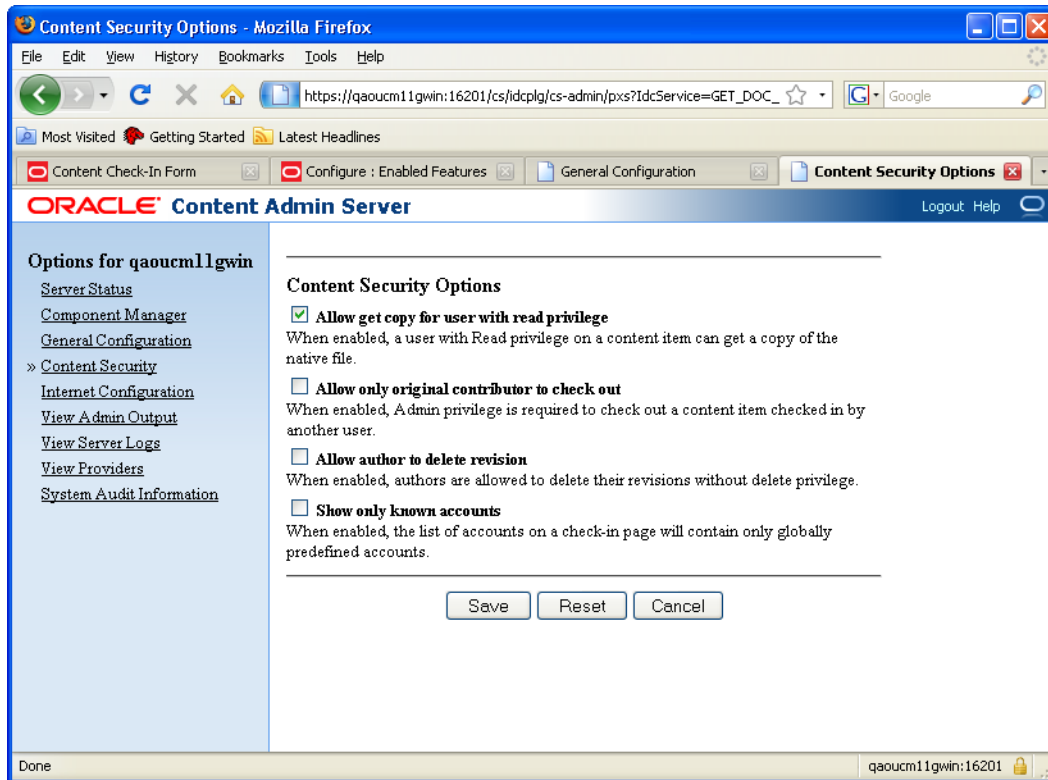 Content Security Options - Mozilla Firefox
File Edit View History Bookmarks Tools Help
https://qaoucm11gwin:16201/cs/idcplg/cs-admin/pxs?IdcService=GET_DOC_
G Google
Most Visited Getting Started Latest Headlines
Content Check-In Form Configure : Enabled Features General Configuration Content Security Options
ORACLE Content Admin Server Logout Help
Options for qaoucm11gwin
Server Status
Component Manager
General Configuration
» Content Security
Internet Configuration
View Admin Output
View Server Logs
View Providers
System Audit Information
Content Security Options
Allow get copy for user with read privilege
When enabled, a user with Read privilege on a content item can get a copy of the
native file.
Allow only original contributor to check out
When enabled, Admin privilege is required to check out a content item checked in by
another user.
Allow author to delete revision
When enabled, authors are allowed to delete their revisions without delete privilege.
Show only known accounts
When enabled, the list of accounts on a check-in page will contain only globally
predefined accounts.
Save Reset Cancel
Done qaoucm11gwin:16201